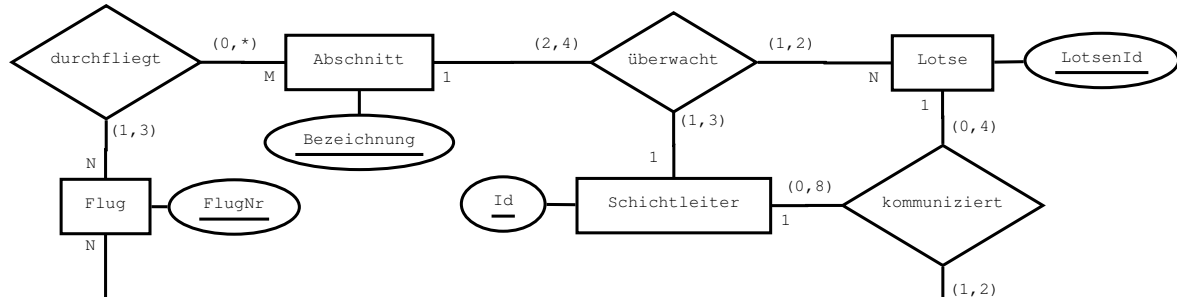 (0,*)
(2,4)
(1,2)
durchfliegt
Abschnitt
überwacht
Lotse
LotsenId
M
1
N
1
(1,3)
(1,3)
(0,4)
Bezeichnung
N
1
(0,8)
Flug
FlugNr
Id
Schichtleiter
kommuniziert
1
N
(1,2)